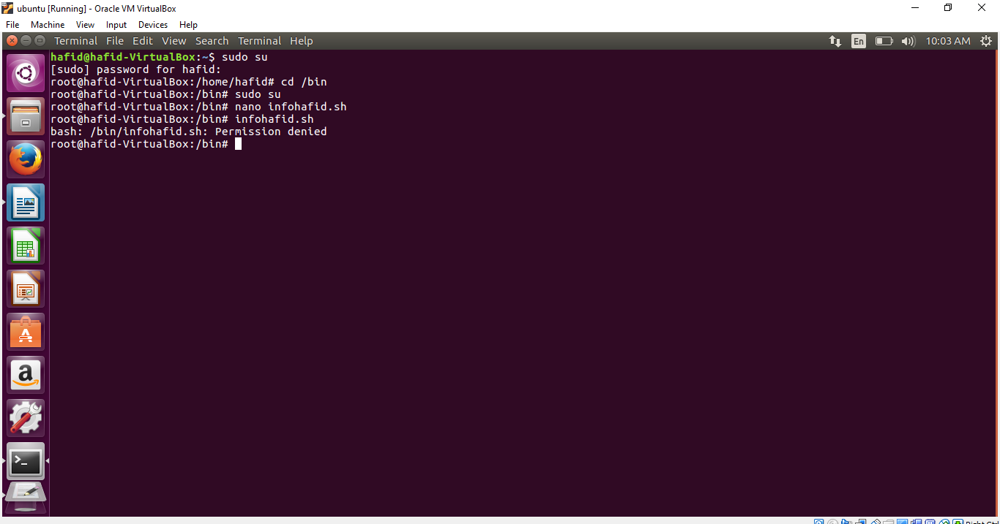 ubuntu [Running] - Oracle VM VirtualBox
File Machine View Input Devices Help
Terminal File Edit View Search Terminal Help En 10:03 AM
hafid@hafid-VirtualBox:~$ sudo su
[sudo] password for hafid:
root@hafid-VirtualBox:/home/hafid# cd /bin
root@hafid-VirtualBox:/bin# sudo su
root@hafid-VirtualBox:/bin# nano infohafid.sh
root@hafid-VirtualBox:/bin# infohafid.sh
bash: /bin/infohafid.sh: Permission denied
root@hafid-VirtualBox:/bin#
A
a
>_
Right Ctrl